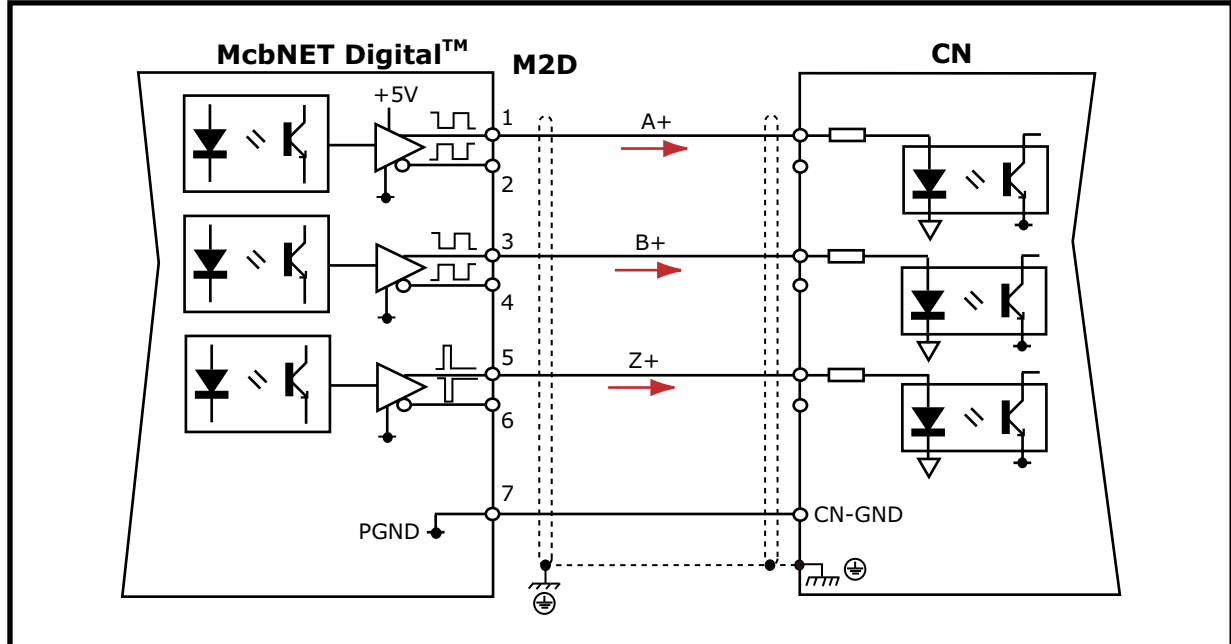 McbNET Digital™
M2D
CN
+5V
1
A+
2
3
B+
4
5
Z+
6
7
PGND
CN-GND